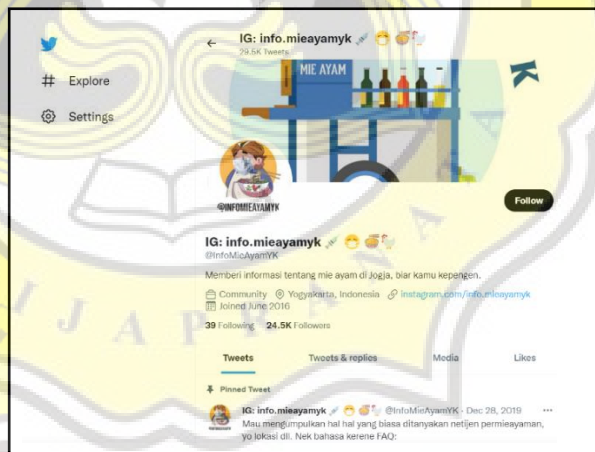 IG: info.mieayamyk
29.5K Tweets
# Explore
Settings
MIE AYAM
K
@INFOMIEAYAMYK
Follow
IG: info.mieayamyk
@InfoMieAyamYK
Memberi informasi tentang mie ayam di Jogja, biar kamu kepengen.
Community Yogyakarta, Indonesia instagram.com/info.mieayamyk
Joined June 2016
39 Following 24.5K Followers
Tweets Tweets & replies Media Likes
Pinned Tweet
IG: info.mieayamyk @InfoMieAyamYK · Dec 28, 2019 ...
Mau mengumpulkan hal hal yang biasa ditanyakan netijen permieayaman,
yo lokasi dll. Nek bahasa kerene FAQ: